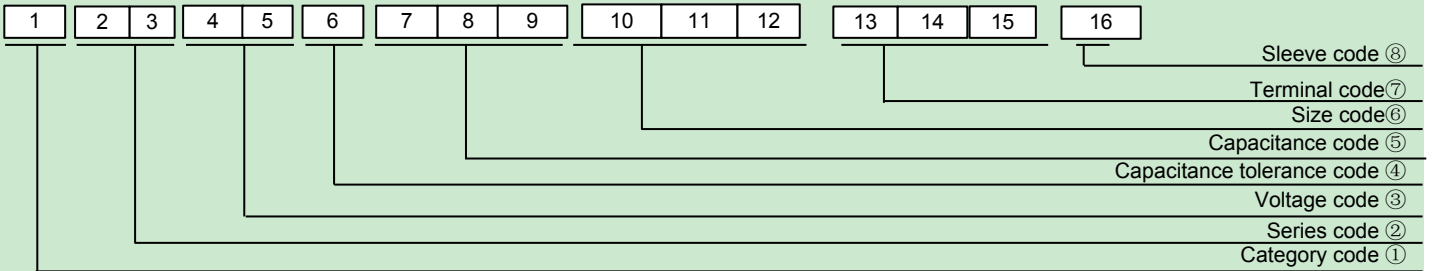 1 2 3 4 5 6 7 8 9 10 11 12 13 14 15 16
Sleeve code ⑧
Terminal code⑦
Size code⑥
Capacitance code ⑤
Capacitance tolerance code ④
Voltage code ③
Series code ②
Category code ①